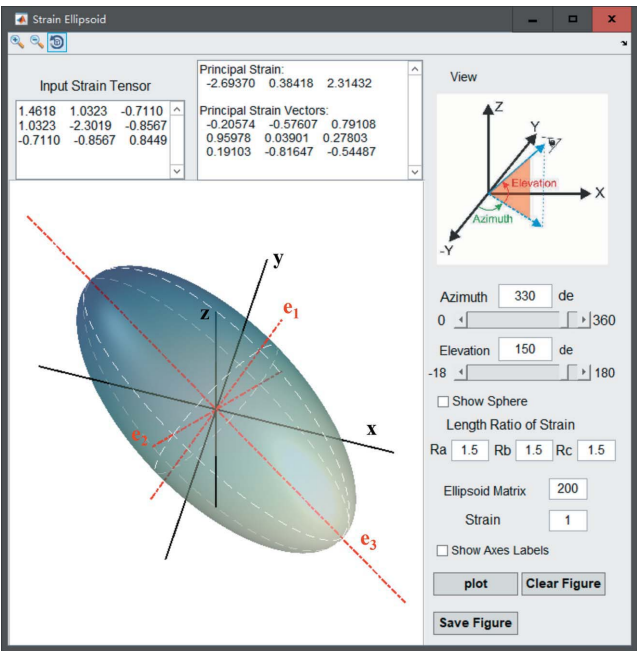 Strain Ellipsoid
Input Strain Tensor
1.4618 1.0323 -0.7110
1.0323 -2.3019 -0.8567
-0.7110 -0.8567 0.8449
Principal Strain:
-2.69370 0.38418 2.31432
Principal Strain Vectors:
-0.20574 -0.57607 0.79108
0.95978 0.03901 0.27803
0.19103 -0.81647 -0.54487
View
Z
Y
Elevation
X
Azimuth
-Y
y
z
e1
x
e2
e3
Azimuth 330 de
0 360
Elevation 150 de
-18 180
Show Sphere
Length Ratio of Strain
Ra 1.5 Rb 1.5 Rc 1.5
Ellipsoid Matrix 200
Strain 1
Show Axes Labels
plot Clear Figure
Save Figure